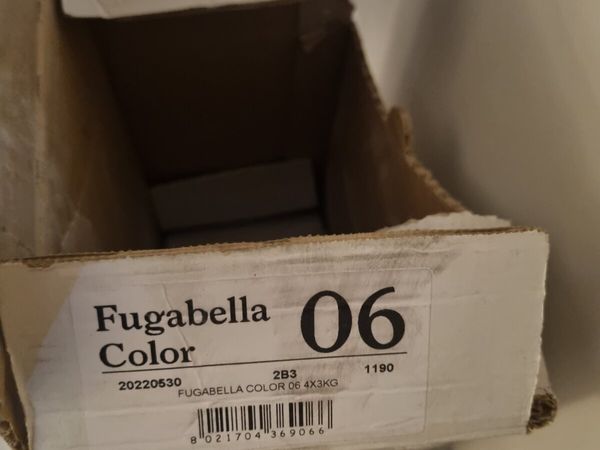 Fugabella
Color
06
20220530 2B3 1190
FUGABELLA COLOR 06 4X3KG
8 021704 369066